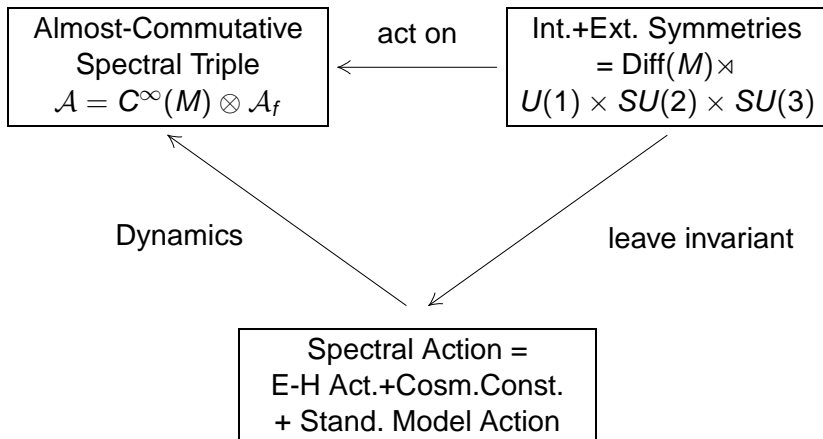 Almost-Commutative
Spectral Triple
𝒜 = C^∞(M) ⊗ 𝒜_f
act on
Int.+Ext. Symmetries
= Diff(M) ⋊
U(1) × SU(2) × SU(3)
Dynamics
leave invariant
Spectral Action =
E-H Act.+Cosm.Const.
+ Stand. Model Action